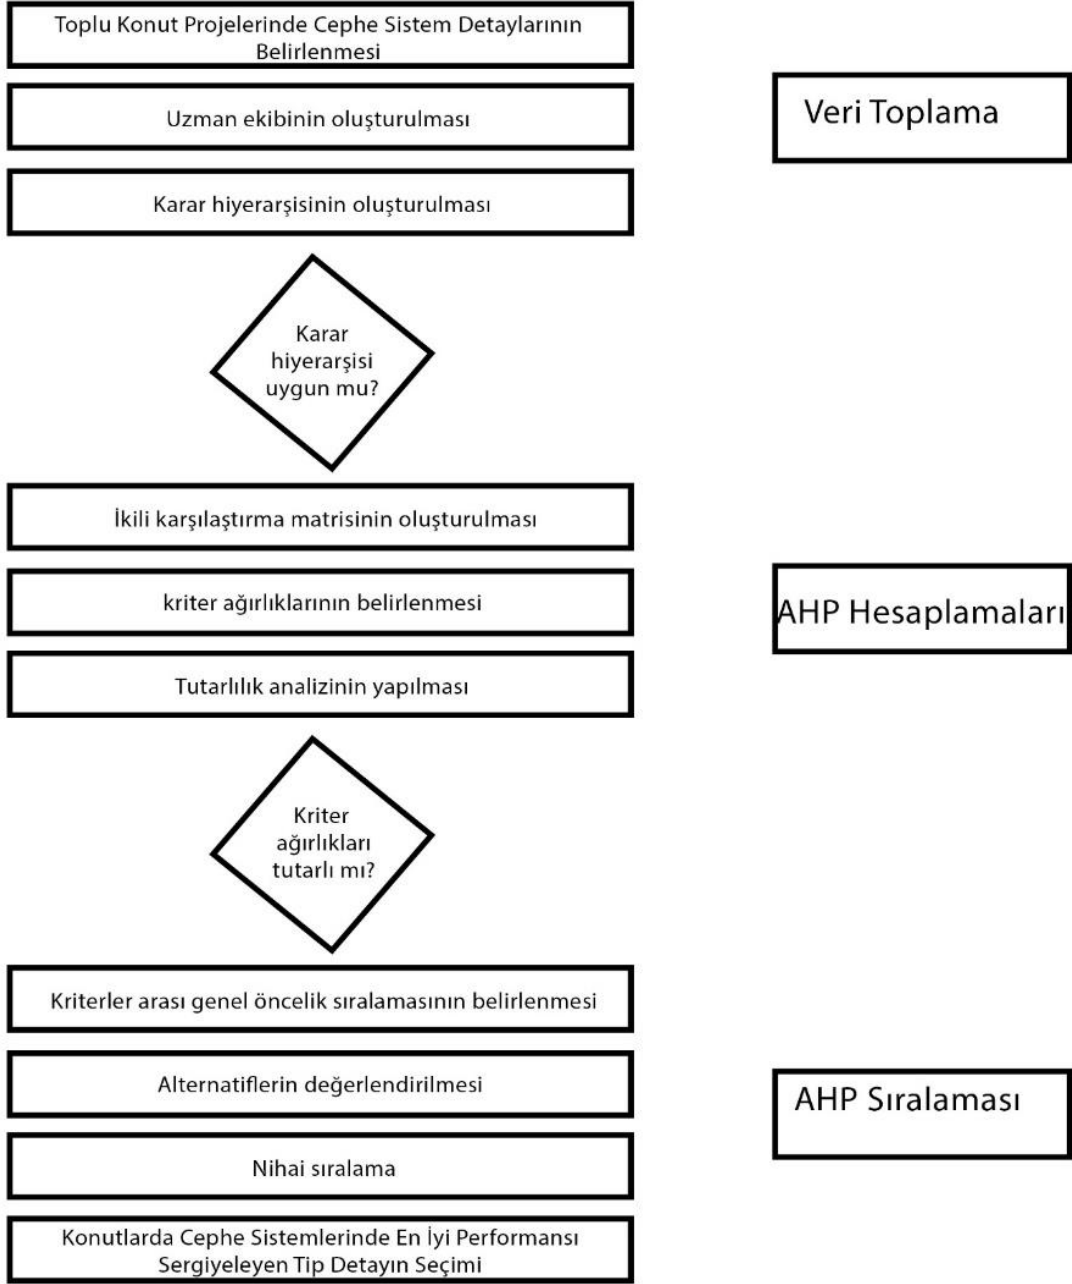 Toplu Konut Projelerinde Cephe Sistem Detaylarının
Belirlenmesi
Uzman ekibinin oluşturulması
Veri Toplama
Karar hiyerarşisinin oluşturulması
Karar
hiyerarşisi
uygun mu?
İkili karşılaştırma matrisinin oluşturulması
kriter ağırlıklarının belirlenmesi
AHP Hesaplamaları
Tutarlılık analizinin yapılması
Kriter
ağırlıkları
tutarlı mı?
Kriterler arası genel öncelik sıralamasının belirlenmesi
Alternatiflerin değerlendirilmesi
AHP Sıralaması
Nihai sıralama
Konutlarda Cephe Sistemlerinde En İyi Performansı
Sergiyeleyen Tip Detayın Seçimi